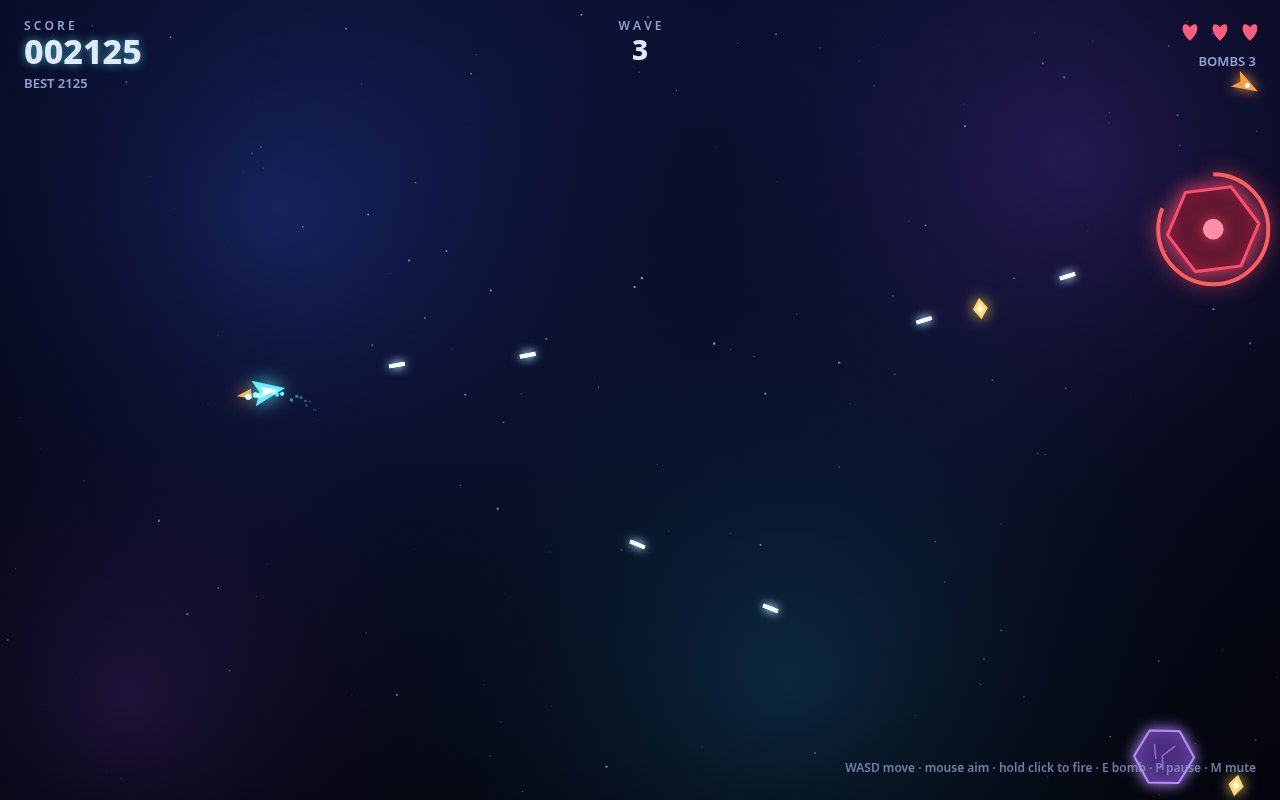 SCORE
002125
BEST 2125
WAVE
3
BOMBS 3
WASD move · mouse aim · hold click to fire · E bomb · P pause · M mute